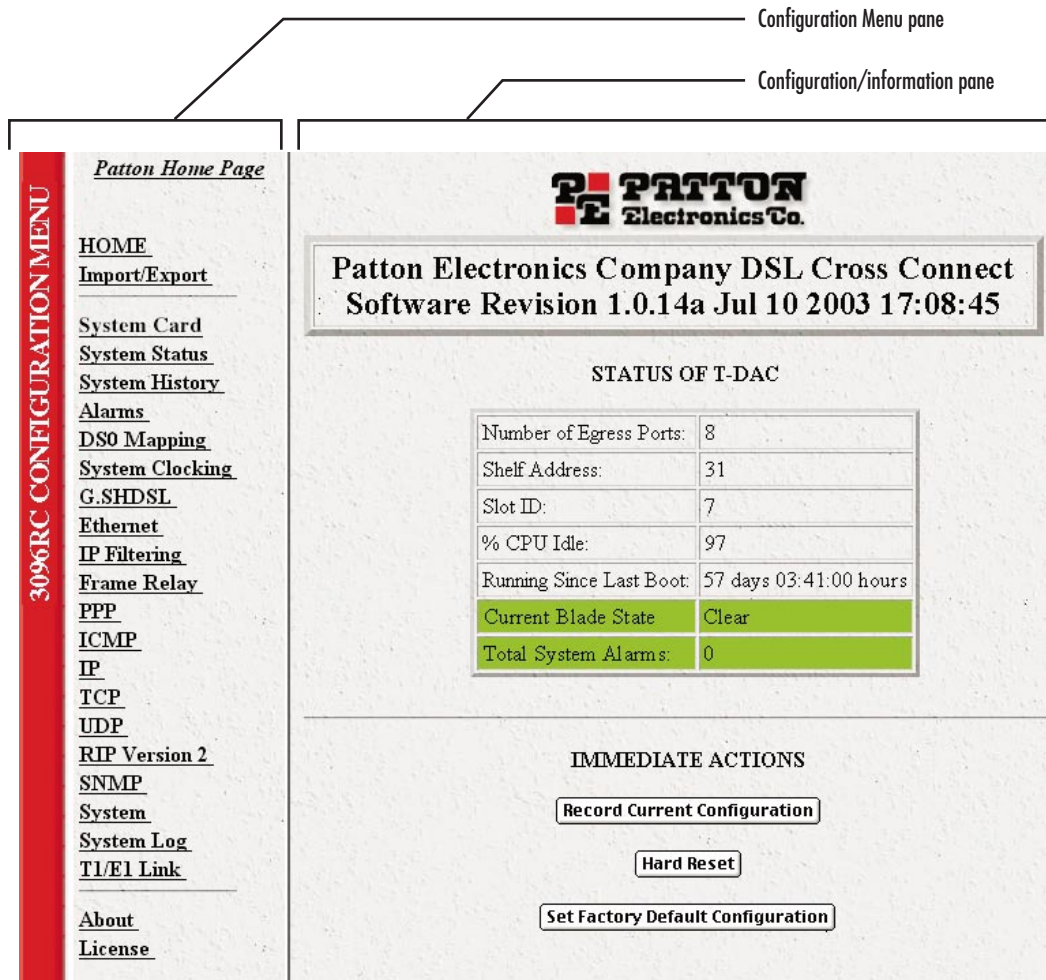 Configuration Menu pane
Configuration/information pane
3096RC CONFIGURATION MENU
Patton Home Page
HOME
Import/Export
System Card
System Status
System History
Alarms
DS0 Mapping
System Clocking
G.SHDSL
Ethernet
IP Filtering
Frame Relay
PPP
ICMP
IP
TCP
UDP
RIP Version 2
SNMP
System
System Log
T1/E1 Link
About
License
PE PATTON
Electronics Co.
Patton Electronics Company DSL Cross Connect
Software Revision 1.0.14a Jul 10 2003 17:08:45
STATUS OF T-DAC
Number of Egress Ports: 8
Shelf Address: 31
Slot ID: 7
% CPU Idle: 97
Running Since Last Boot: 57 days 03:41:00 hours
Current Blade State Clear
Total System Alarms: 0
IMMEDIATE ACTIONS
Record Current Configuration
Hard Reset
Set Factory Default Configuration